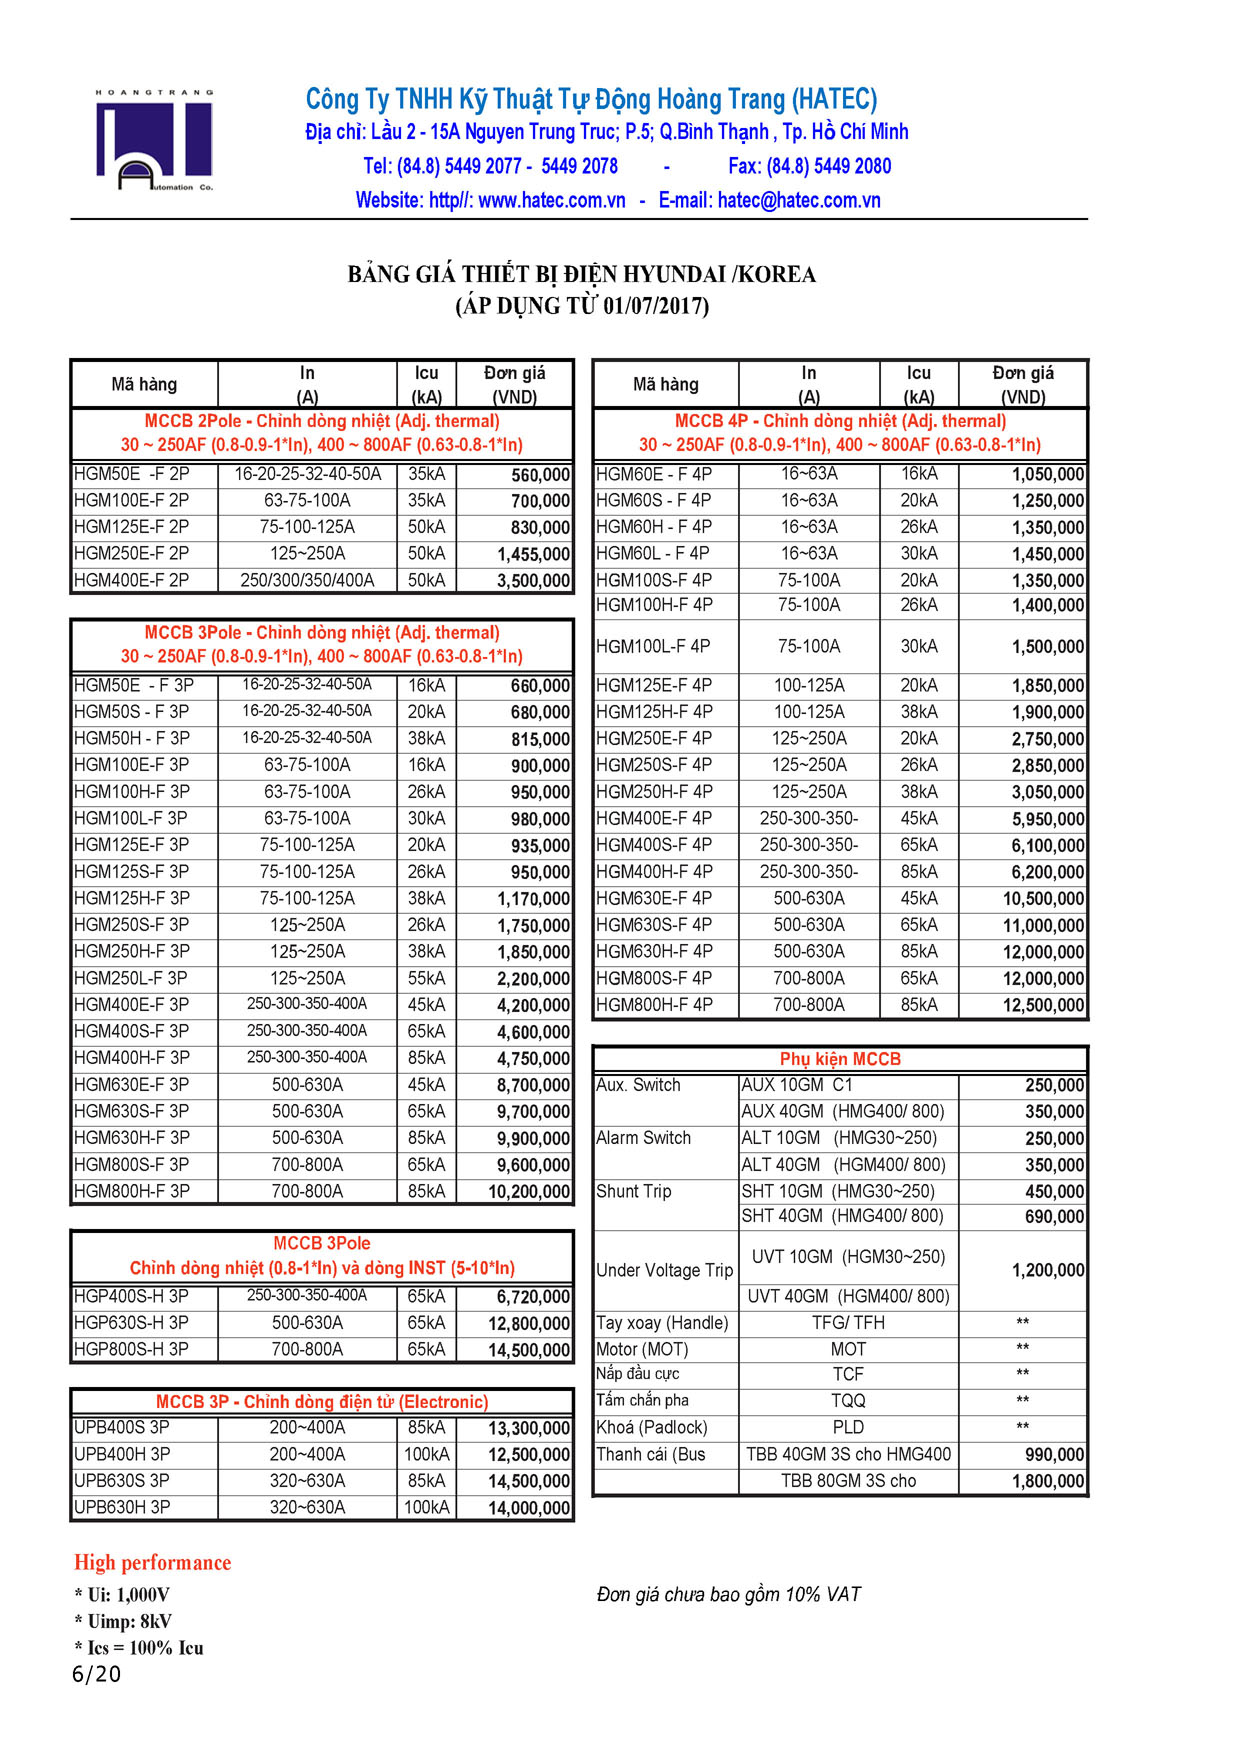 HOANGTRANG
Automation Co.
Công Ty TNHH Kỹ Thuật Tự Động Hoàng Trang (HATEC)
Địa chỉ: Lầu 2 - 15A Nguyen Trung Truc; P.5; Q.Bình Thạnh , Tp. Hồ Chí Minh
Tel: (84.8) 5449 2077 - 5449 2078 - Fax: (84.8) 5449 2080
Website: http//: www.hatec.com.vn - E-mail: hatec@hatec.com.vn
BẢNG GIÁ THIẾT BỊ ĐIỆN HYUNDAI /KOREA
(ÁP DỤNG TỪ 01/07/2017)
Mã hàng In (A) Icu (kA) Đơn giá (VND)
MCCB 2Pole - Chỉnh dòng nhiệt (Adj. thermal)
30 ~ 250AF (0.8-0.9-1*In), 400 ~ 800AF (0.63-0.8-1*In)
HGM50E -F 2P 16-20-25-32-40-50A 35kA 560,000
HGM100E-F 2P 63-75-100A 35kA 700,000
HGM125E-F 2P 75-100-125A 50kA 830,000
HGM250E-F 2P 125~250A 50kA 1,455,000
HGM400E-F 2P 250/300/350/400A 50kA 3,500,000
MCCB 3Pole - Chỉnh dòng nhiệt (Adj. thermal)
30 ~ 250AF (0.8-0.9-1*In), 400 ~ 800AF (0.63-0.8-1*In)
HGM50E - F 3P 16-20-25-32-40-50A 16kA 660,000
HGM50S - F 3P 16-20-25-32-40-50A 20kA 680,000
HGM50H - F 3P 16-20-25-32-40-50A 38kA 815,000
HGM100E-F 3P 63-75-100A 16kA 900,000
HGM100H-F 3P 63-75-100A 26kA 950,000
HGM100L-F 3P 63-75-100A 30kA 980,000
HGM125E-F 3P 75-100-125A 20kA 935,000
HGM125S-F 3P 75-100-125A 26kA 950,000
HGM125H-F 3P 75-100-125A 38kA 1,170,000
HGM250S-F 3P 125~250A 26kA 1,750,000
HGM250H-F 3P 125~250A 38kA 1,850,000
HGM250L-F 3P 125~250A 55kA 2,200,000
HGM400E-F 3P 250-300-350-400A 45kA 4,200,000
HGM400S-F 3P 250-300-350-400A 65kA 4,600,000
HGM400H-F 3P 250-300-350-400A 85kA 4,750,000
HGM630E-F 3P 500-630A 45kA 8,700,000
HGM630S-F 3P 500-630A 65kA 9,700,000
HGM630H-F 3P 500-630A 85kA 9,900,000
HGM800S-F 3P 700-800A 65kA 9,600,000
HGM800H-F 3P 700-800A 85kA 10,200,000
MCCB 3Pole
Chỉnh dòng nhiệt (0.8-1*In) và dòng INST (5-10*In)
HGP400S-H 3P 250-300-350-400A 65kA 6,720,000
HGP630S-H 3P 500-630A 65kA 12,800,000
HGP800S-H 3P 700-800A 65kA 14,500,000
MCCB 3P - Chỉnh dòng điện tử (Electronic)
UPB400S 3P 200~400A 85kA 13,300,000
UPB400H 3P 200~400A 100kA 12,500,000
UPB630S 3P 320~630A 85kA 14,500,000
UPB630H 3P 320~630A 100kA 14,000,000
High performance
* Ui: 1,000V
* Uimp: 8kV
* Ics = 100% Icu
6/20
Mã hàng In (A) Icu (kA) Đơn giá (VND)
MCCB 4P - Chỉnh dòng nhiệt (Adj. thermal)
30 ~ 250AF (0.8-0.9-1*In), 400 ~ 800AF (0.63-0.8-1*In)
HGM60E - F 4P 16~63A 16kA 1,050,000
HGM60S - F 4P 16~63A 20kA 1,250,000
HGM60H - F 4P 16~63A 26kA 1,350,000
HGM60L - F 4P 16~63A 30kA 1,450,000
HGM100S-F 4P 75-100A 20kA 1,350,000
HGM100H-F 4P 75-100A 26kA 1,400,000
HGM100L-F 4P 75-100A 30kA 1,500,000
HGM125E-F 4P 100-125A 20kA 1,850,000
HGM125H-F 4P 100-125A 38kA 1,900,000
HGM250E-F 4P 125~250A 20kA 2,750,000
HGM250S-F 4P 125~250A 26kA 2,850,000
HGM250H-F 4P 125~250A 38kA 3,050,000
HGM400E-F 4P 250-300-350- 45kA 5,950,000
HGM400S-F 4P 250-300-350- 65kA 6,100,000
HGM400H-F 4P 250-300-350- 85kA 6,200,000
HGM630E-F 4P 500-630A 45kA 10,500,000
HGM630S-F 4P 500-630A 65kA 11,000,000
HGM630H-F 4P 500-630A 85kA 12,000,000
HGM800S-F 4P 700-800A 65kA 12,000,000
HGM800H-F 4P 700-800A 85kA 12,500,000
Phụ kiện MCCB
Aux. Switch AUX 10GM C1 250,000
AUX 40GM (HMG400/ 800) 350,000
Alarm Switch ALT 10GM (HMG30~250) 250,000
ALT 40GM (HGM400/ 800) 350,000
Shunt Trip SHT 10GM (HMG30~250) 450,000
SHT 40GM (HMG400/ 800) 690,000
Under Voltage Trip UVT 10GM (HGM30~250) 1,200,000
UVT 40GM (HGM400/ 800)
Tay xoay (Handle) TFG/ TFH **
Motor (MOT) MOT **
Nắp đầu cực TCF **
Tấm chắn pha TQQ **
Khoá (Padlock) PLD **
Thanh cái (Bus TBB 40GM 3S cho HMG400 990,000
TBB 80GM 3S cho 1,800,000
Đơn giá chưa bao gồm 10% VAT